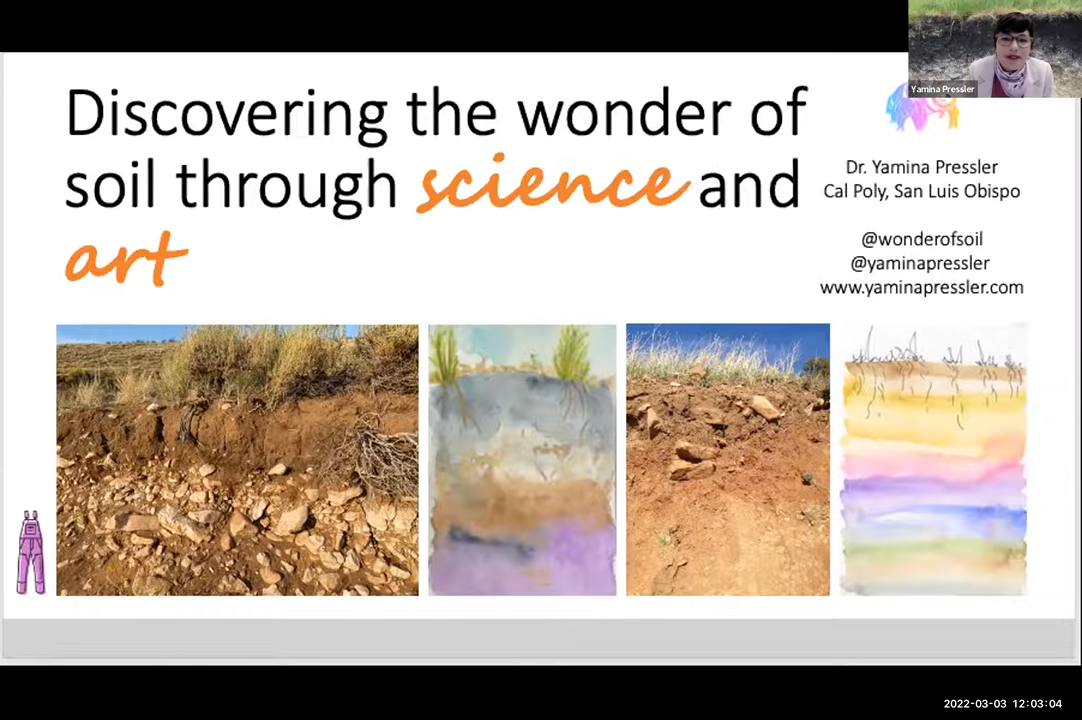 Discovering the wonder of
soil through science and
art
Yamina Pressler
Dr. Yamina Pressler
Cal Poly, San Luis Obispo
@wonderofsoil
@yaminapressler
www.yaminapressler.com
2022-03-03 12:03:04